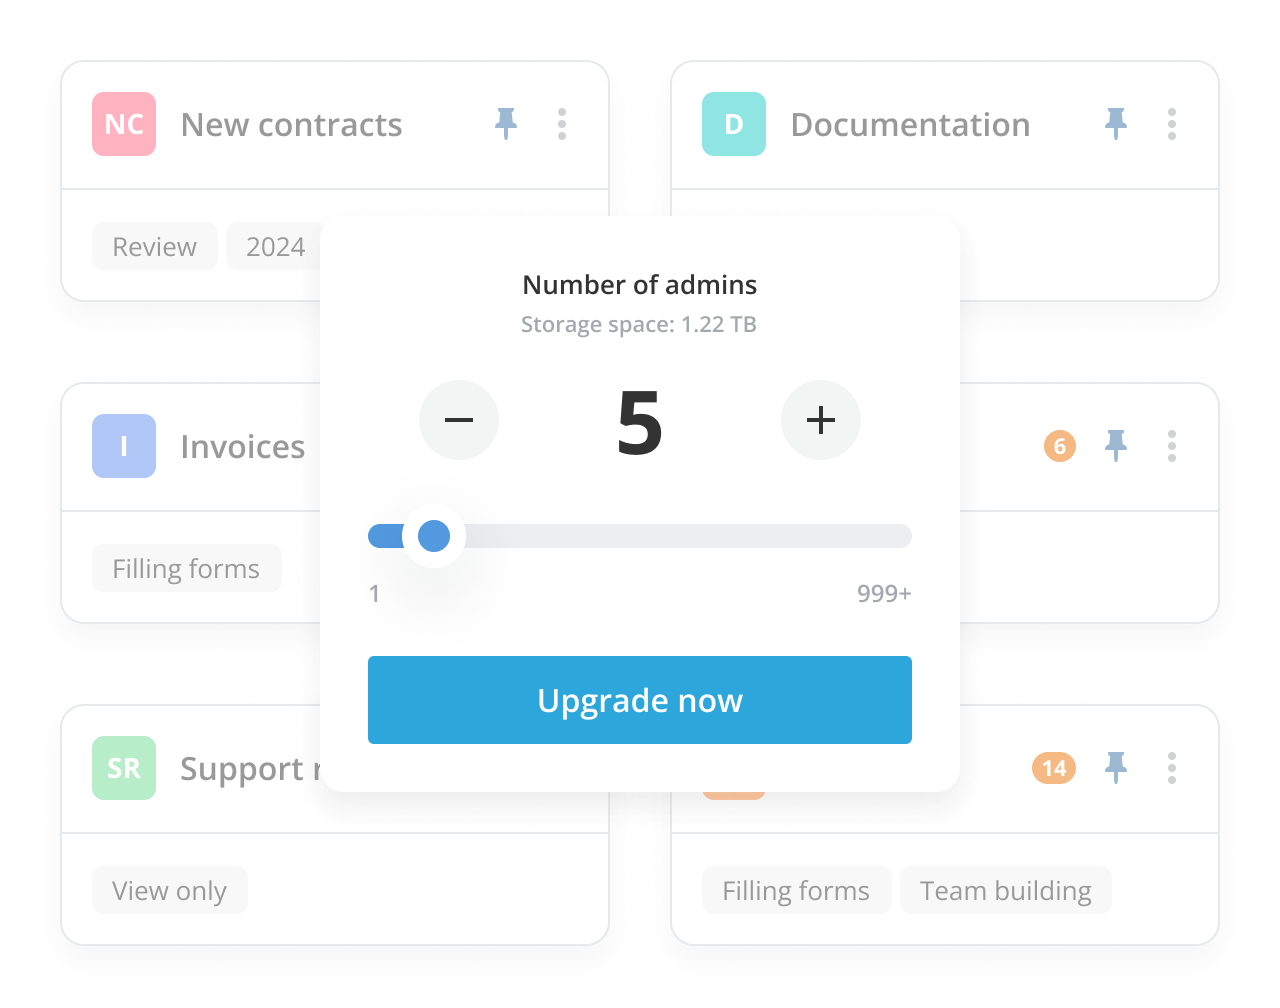 NC New contracts
D Documentation
Review 2024
Number of admins
Storage space: 1.22 TB
5
I Invoices
6
Filling forms
1 999+
Upgrade now
SR Support
14
View only
Filling forms Team building